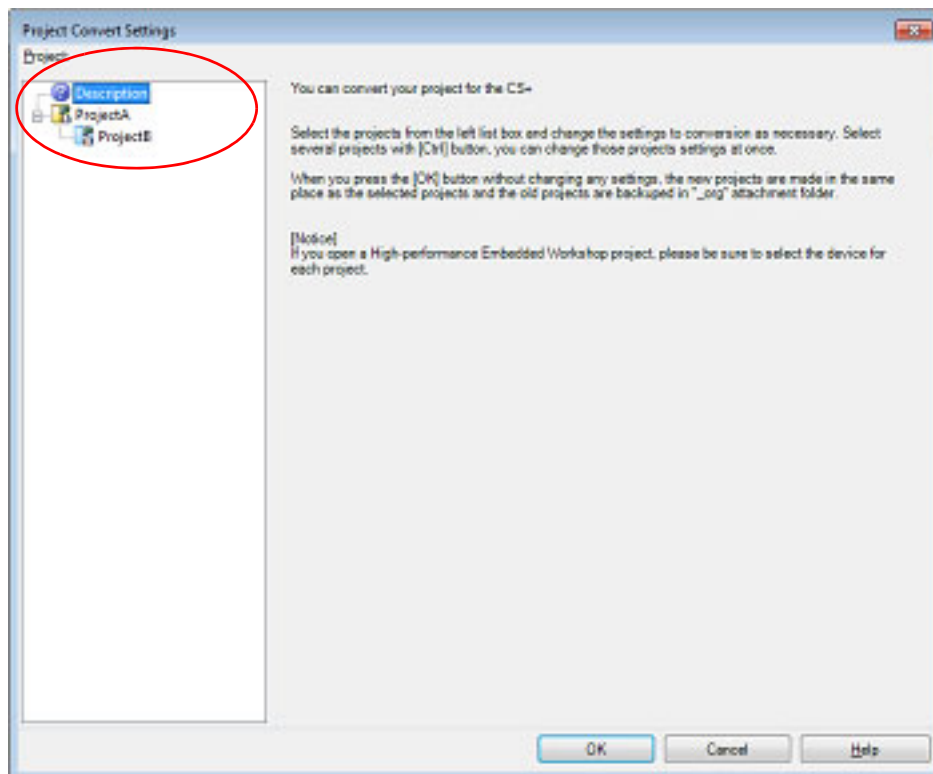 Project Convert Settings
Project:
Description
ProjectA
ProjectB
You can convert your project for the CS+
Select the projects from the left list box and change the settings to conversion as necessary. Select
several projects with [Ctrl] button, you can change those projects settings at once.
When you press the [OK] button without changing any settings, the new projects are made in the same
place as the selected projects and the old projects are backuped in "_org" attachment folder.
[Notice]
If you open a High-performance Embedded Workshop project, please be sure to select the device for
each project.
OK
Cancel
Help